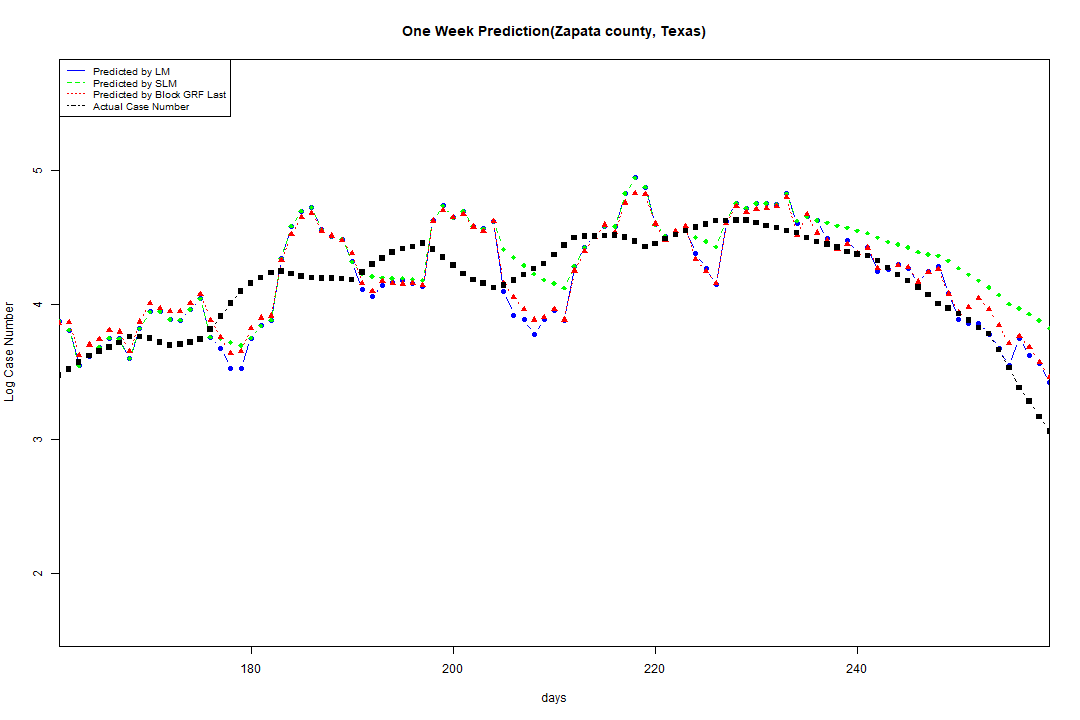 One Week Prediction(Zapata county, Texas)
Predicted by LM
Predicted by SLM
Predicted by Block GRF Last
Actual Case Number
5
4
3
2
Log Case Number
180 200 220 240
days